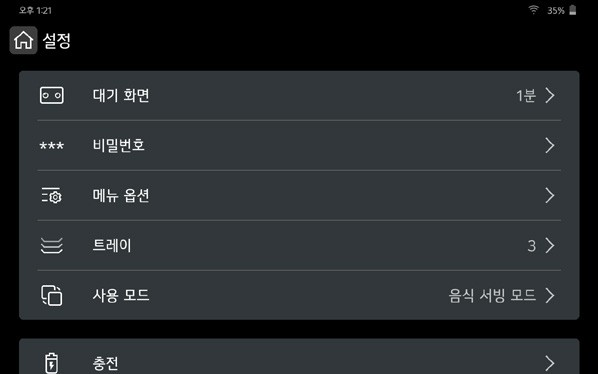 오후 1:21
35%
설정
대기 화면
1분
***
비밀번호
메뉴 옵션
트레이
3
사용 모드
음식 서빙 모드
충전